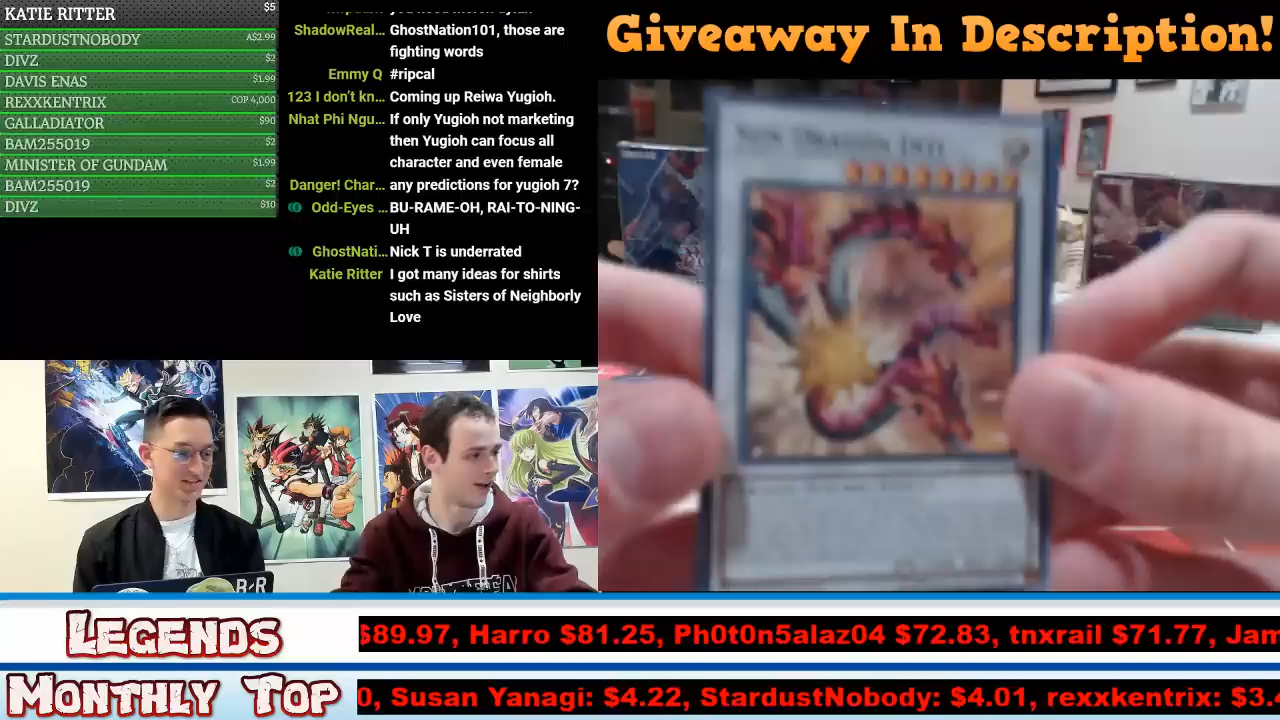 KATIE RITTER $5
STARDUSTNOBODY A$2.99
DIVZ $2
DAVIS ENAS $1.99
REXXKENTRIX COP 4,000
GALLADIATOR $90
BAM255019 $2
MINISTER OF GUNDAM $1.99
BAM255019 $2
DIVZ $10
ShadowReal... GhostNation101, those are
fighting words
Emmy Q #ripcal
123 I don't kn... Coming up Reiwa Yugioh.
Nhat Phi Ngu... If only Yugioh not marketing
then Yugioh can focus all
character and even female
Danger! Char... any predictions for yugioh 7?
Odd-Eyes ... BU-RAME-OH, RAI-TO-NING-
UH
GhostNati... Nick T is underrated
Katie Ritter I got many ideas for shirts
such as Sisters of Neighborly
Love
Giveaway In Description!
Legends
$89.97, Harro $81.25, Ph0t0n5alaz04 $72.83, tnxrail $71.77, Jam
Monthly Top
0, Susan Yanagi: $4.22, StardustNobody: $4.01, rexxkentrix: $3.